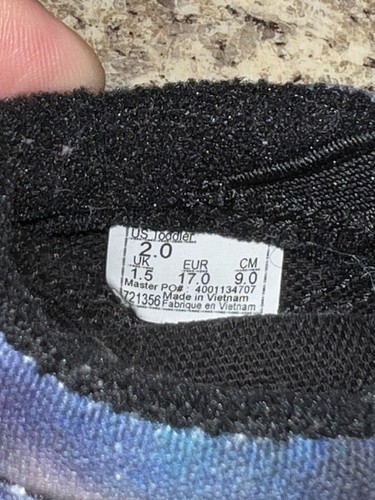 US Toddler
2.0
UK EUR CM
1.5 17.0 9.0
Master PO# : 4001134707
721356 Made in Vietnam
Fabrique en Vietnam